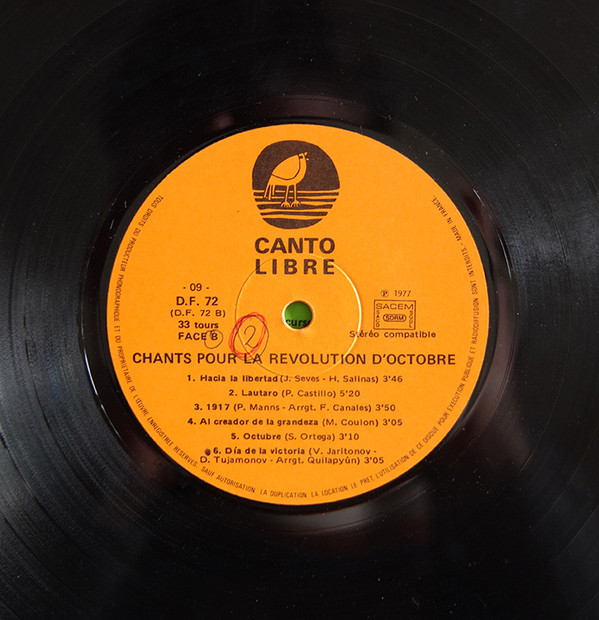 CANTO
LIBRE
- 09 -
D.F. 72
(D.F. 72 B)
33 tours
FACE B
2
℗ 1977
SACEM
SDRM
Stéréo compatible
curs
CHANTS POUR LA REVOLUTION D'OCTOBRE
1. Hacia la libertad (J. Seves - H. Salinas) 3'46
2. Lautaro (P. Castillo) 5'20
3. 1917 (P. Manns - Arrgt. F. Canales) 3'50
4. Al creador de la grandeza (M. Coulon) 3'05
5. Octubre (S. Ortega) 3'10
6. Día de la victoria (V. Jaritonov -
D. Tujamonov - Arrgt. Quilapyún) 3'05
TOUS DROITS DU PRODUCTEUR PHONOGRAPHIQUE ET DU PROPRIETAIRE DE L'ŒUVRE ENREGISTREE RESERVES. SAUF AUTORISATION LA DUPLICATION, LA LOCATION, LE PRET, L'UTILISATION DE CE DISQUE POUR EXECUTION PUBLIQUE ET RADIODIFFUSION SONT INTERDITS. MADE IN FRANCE